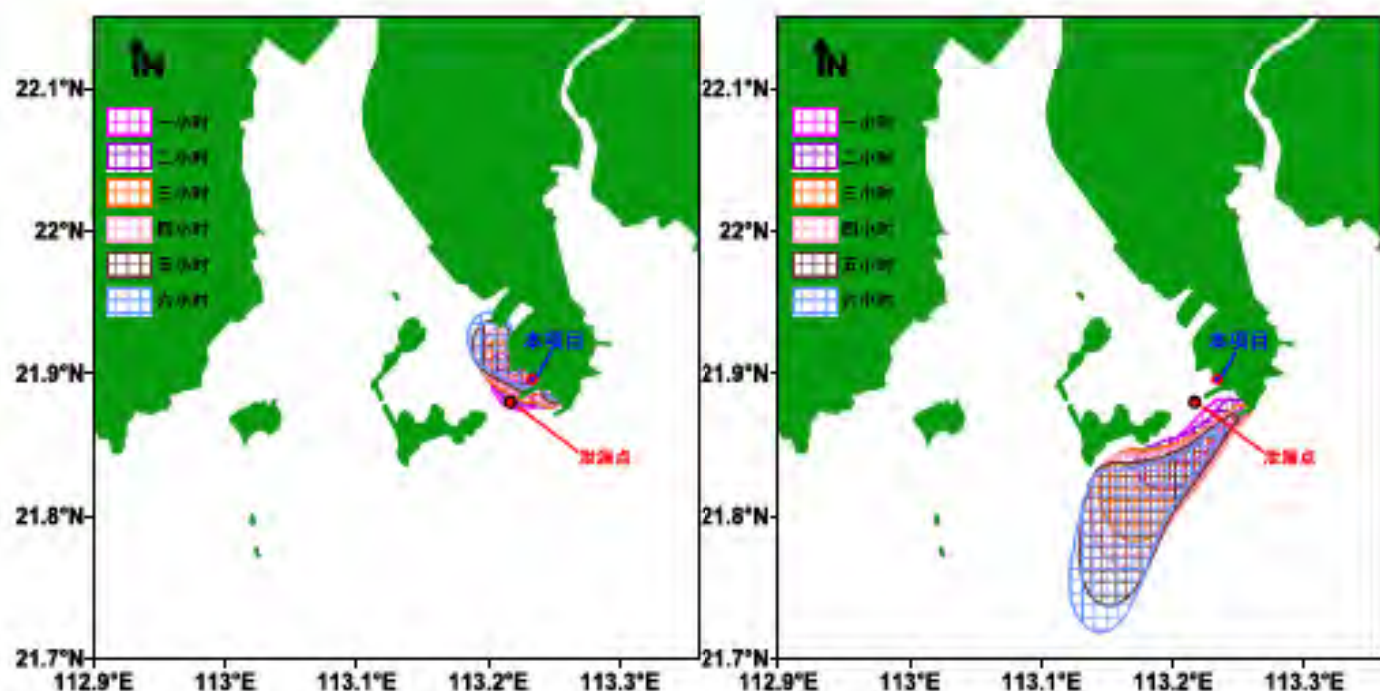 N
22.1°N
一小时
二小时
三小时
四小时
五小时
六小时
22°N
本项目
21.9°N
泄漏点
21.8°N
21.7°N
112.9°E
113°E
113.1°E
113.2°E
113.3°E
N
22.1°N
一小时
二小时
三小时
四小时
五小时
六小时
22°N
本项目
21.9°N
泄漏点
21.8°N
21.7°N
112.9°E
113°E
113.1°E
113.2°E
113.3°E